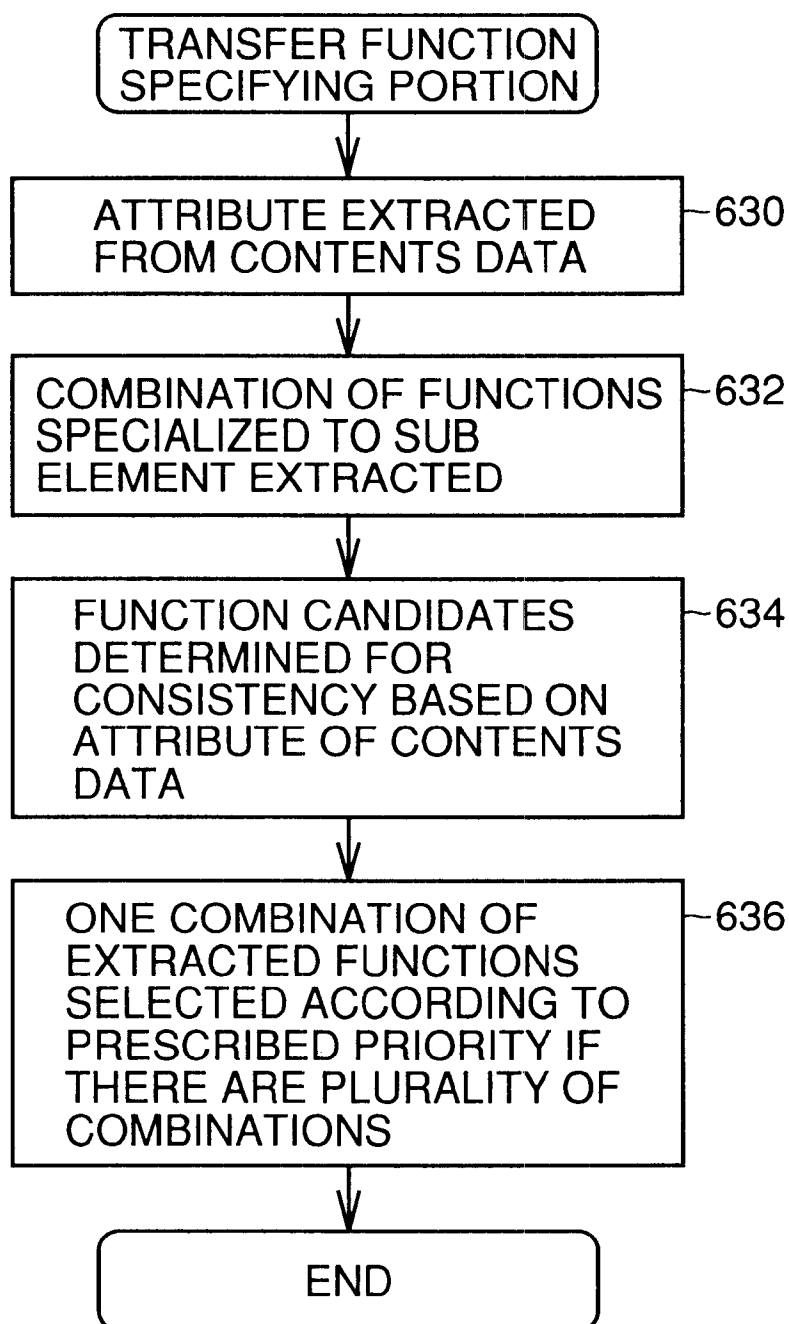 TRANSFER FUNCTION
SPECIFYING PORTION
ATTRIBUTE EXTRACTED
FROM CONTENTS DATA
630
COMBINATION OF FUNCTIONS
SPECIALIZED TO SUB
ELEMENT EXTRACTED
632
FUNCTION CANDIDATES
DETERMINED FOR
CONSISTENCY BASED ON
ATTRIBUTE OF CONTENTS
DATA
634
ONE COMBINATION OF
EXTRACTED FUNCTIONS
SELECTED ACCORDING TO
PRESCRIBED PRIORITY IF
THERE ARE PLURALITY OF
COMBINATIONS
636
END